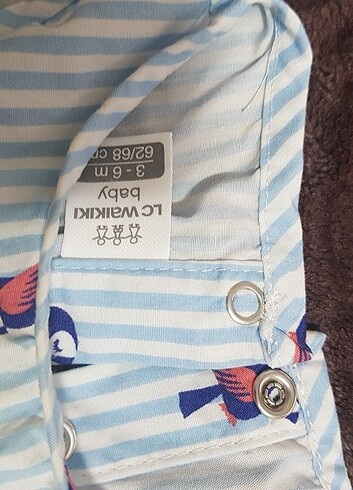 LC WAIKIKI
baby
3 - 6 m
62/68 cm